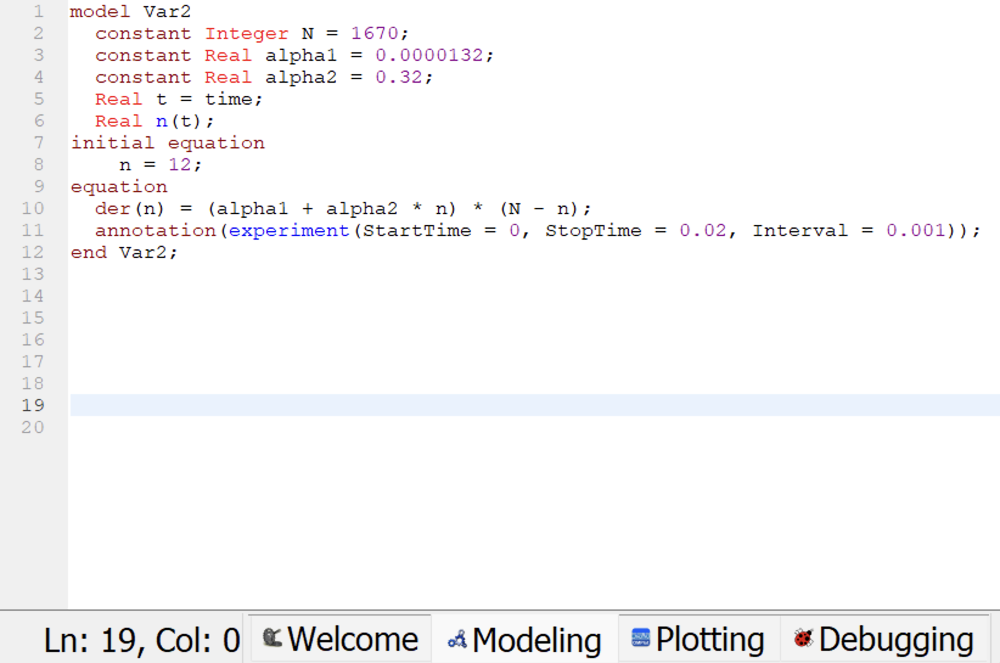 1 model Var2
2 constant Integer N = 1670;
3 constant Real alpha1 = 0.0000132;
4 constant Real alpha2 = 0.32;
5 Real t = time;
6 Real n(t);
7 initial equation
8 n = 12;
9 equation
10 der(n) = (alpha1 + alpha2 * n) * (N - n);
11 annotation(experiment(StartTime = 0, StopTime = 0.02, Interval = 0.001));
12 end Var2;
13
14
15
16
17
18
19
20
Ln: 19, Col: 0 Welcome Modeling Plotting Debugging